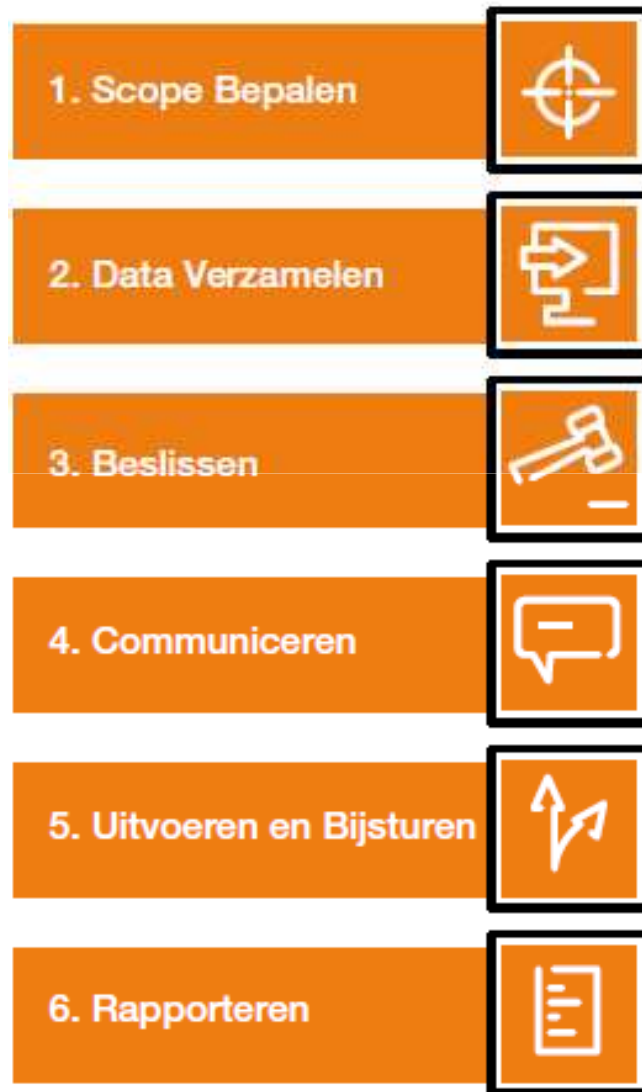 1. Scope Bepalen
2. Data Verzamelen
3. Beslissen
4. Communiceren
5. Uitvoeren en Bijsturen
6. Rapporteren